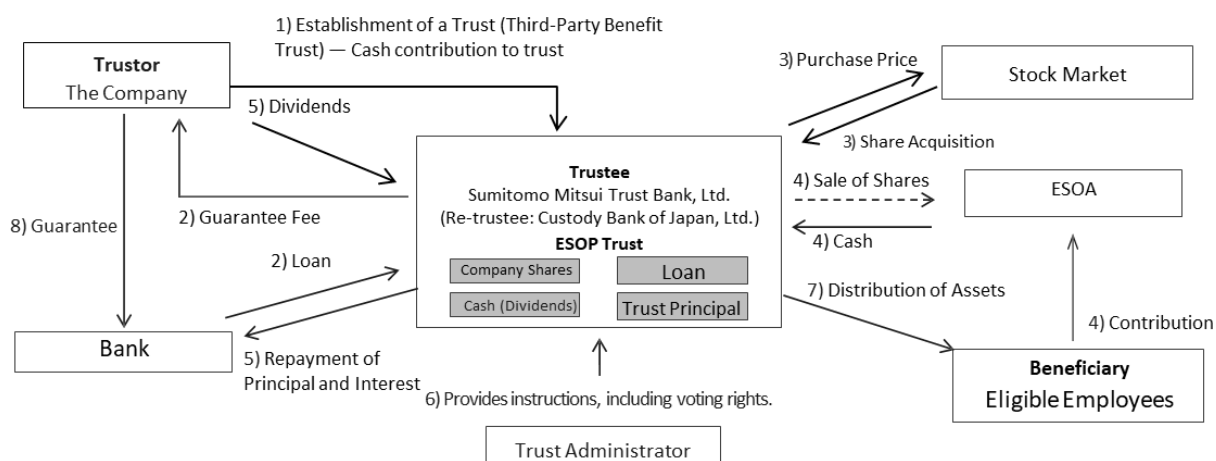 1) Establishment of a Trust (Third-Party Benefit
Trust) — Cash contribution to trust
Trustor
The Company
5) Dividends
3) Purchase Price
Stock Market
3) Share Acquisition
Trustee
Sumitomo Mitsui Trust Bank, Ltd.
(Re-trustee: Custody Bank of Japan, Ltd.)
ESOP Trust
Company Shares
Loan
Cash (Dividends)
Trust Principal
4) Sale of Shares
ESOA
4) Cash
8) Guarantee
2) Guarantee Fee
2) Loan
7) Distribution of Assets
4) Contribution
Bank
5) Repayment of
Principal and Interest
Beneficiary
Eligible Employees
6) Provides instructions, including voting rights.
Trust Administrator